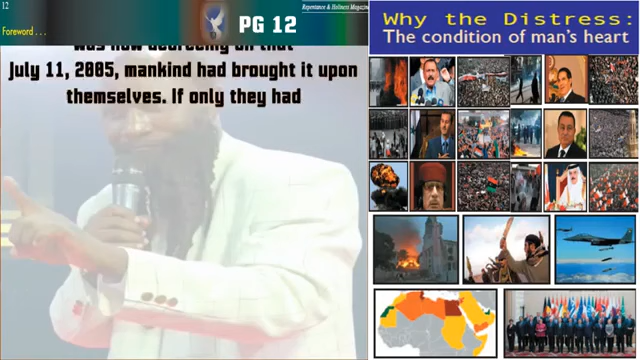 12
Repentance & Holiness Magazine
Foreword . . .
PG 12
July 11, 2005, mankind had brought it upon
themselves. If only they had
Why the Distress:
The condition of man's heart